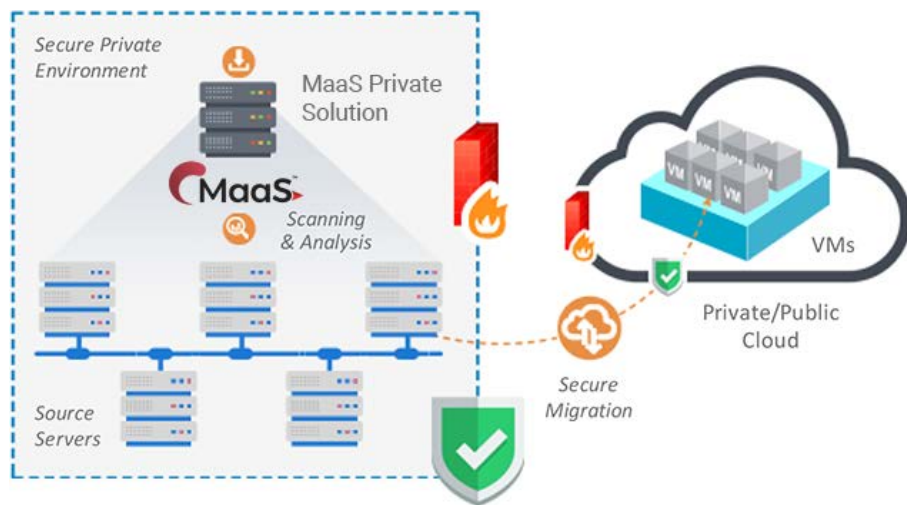 Secure Private
Environment
MaaS Private
Solution
MaaS™
Scanning
& Analysis
Source
Servers
Secure
Migration
VM VM VM
VMs
Private/Public
Cloud